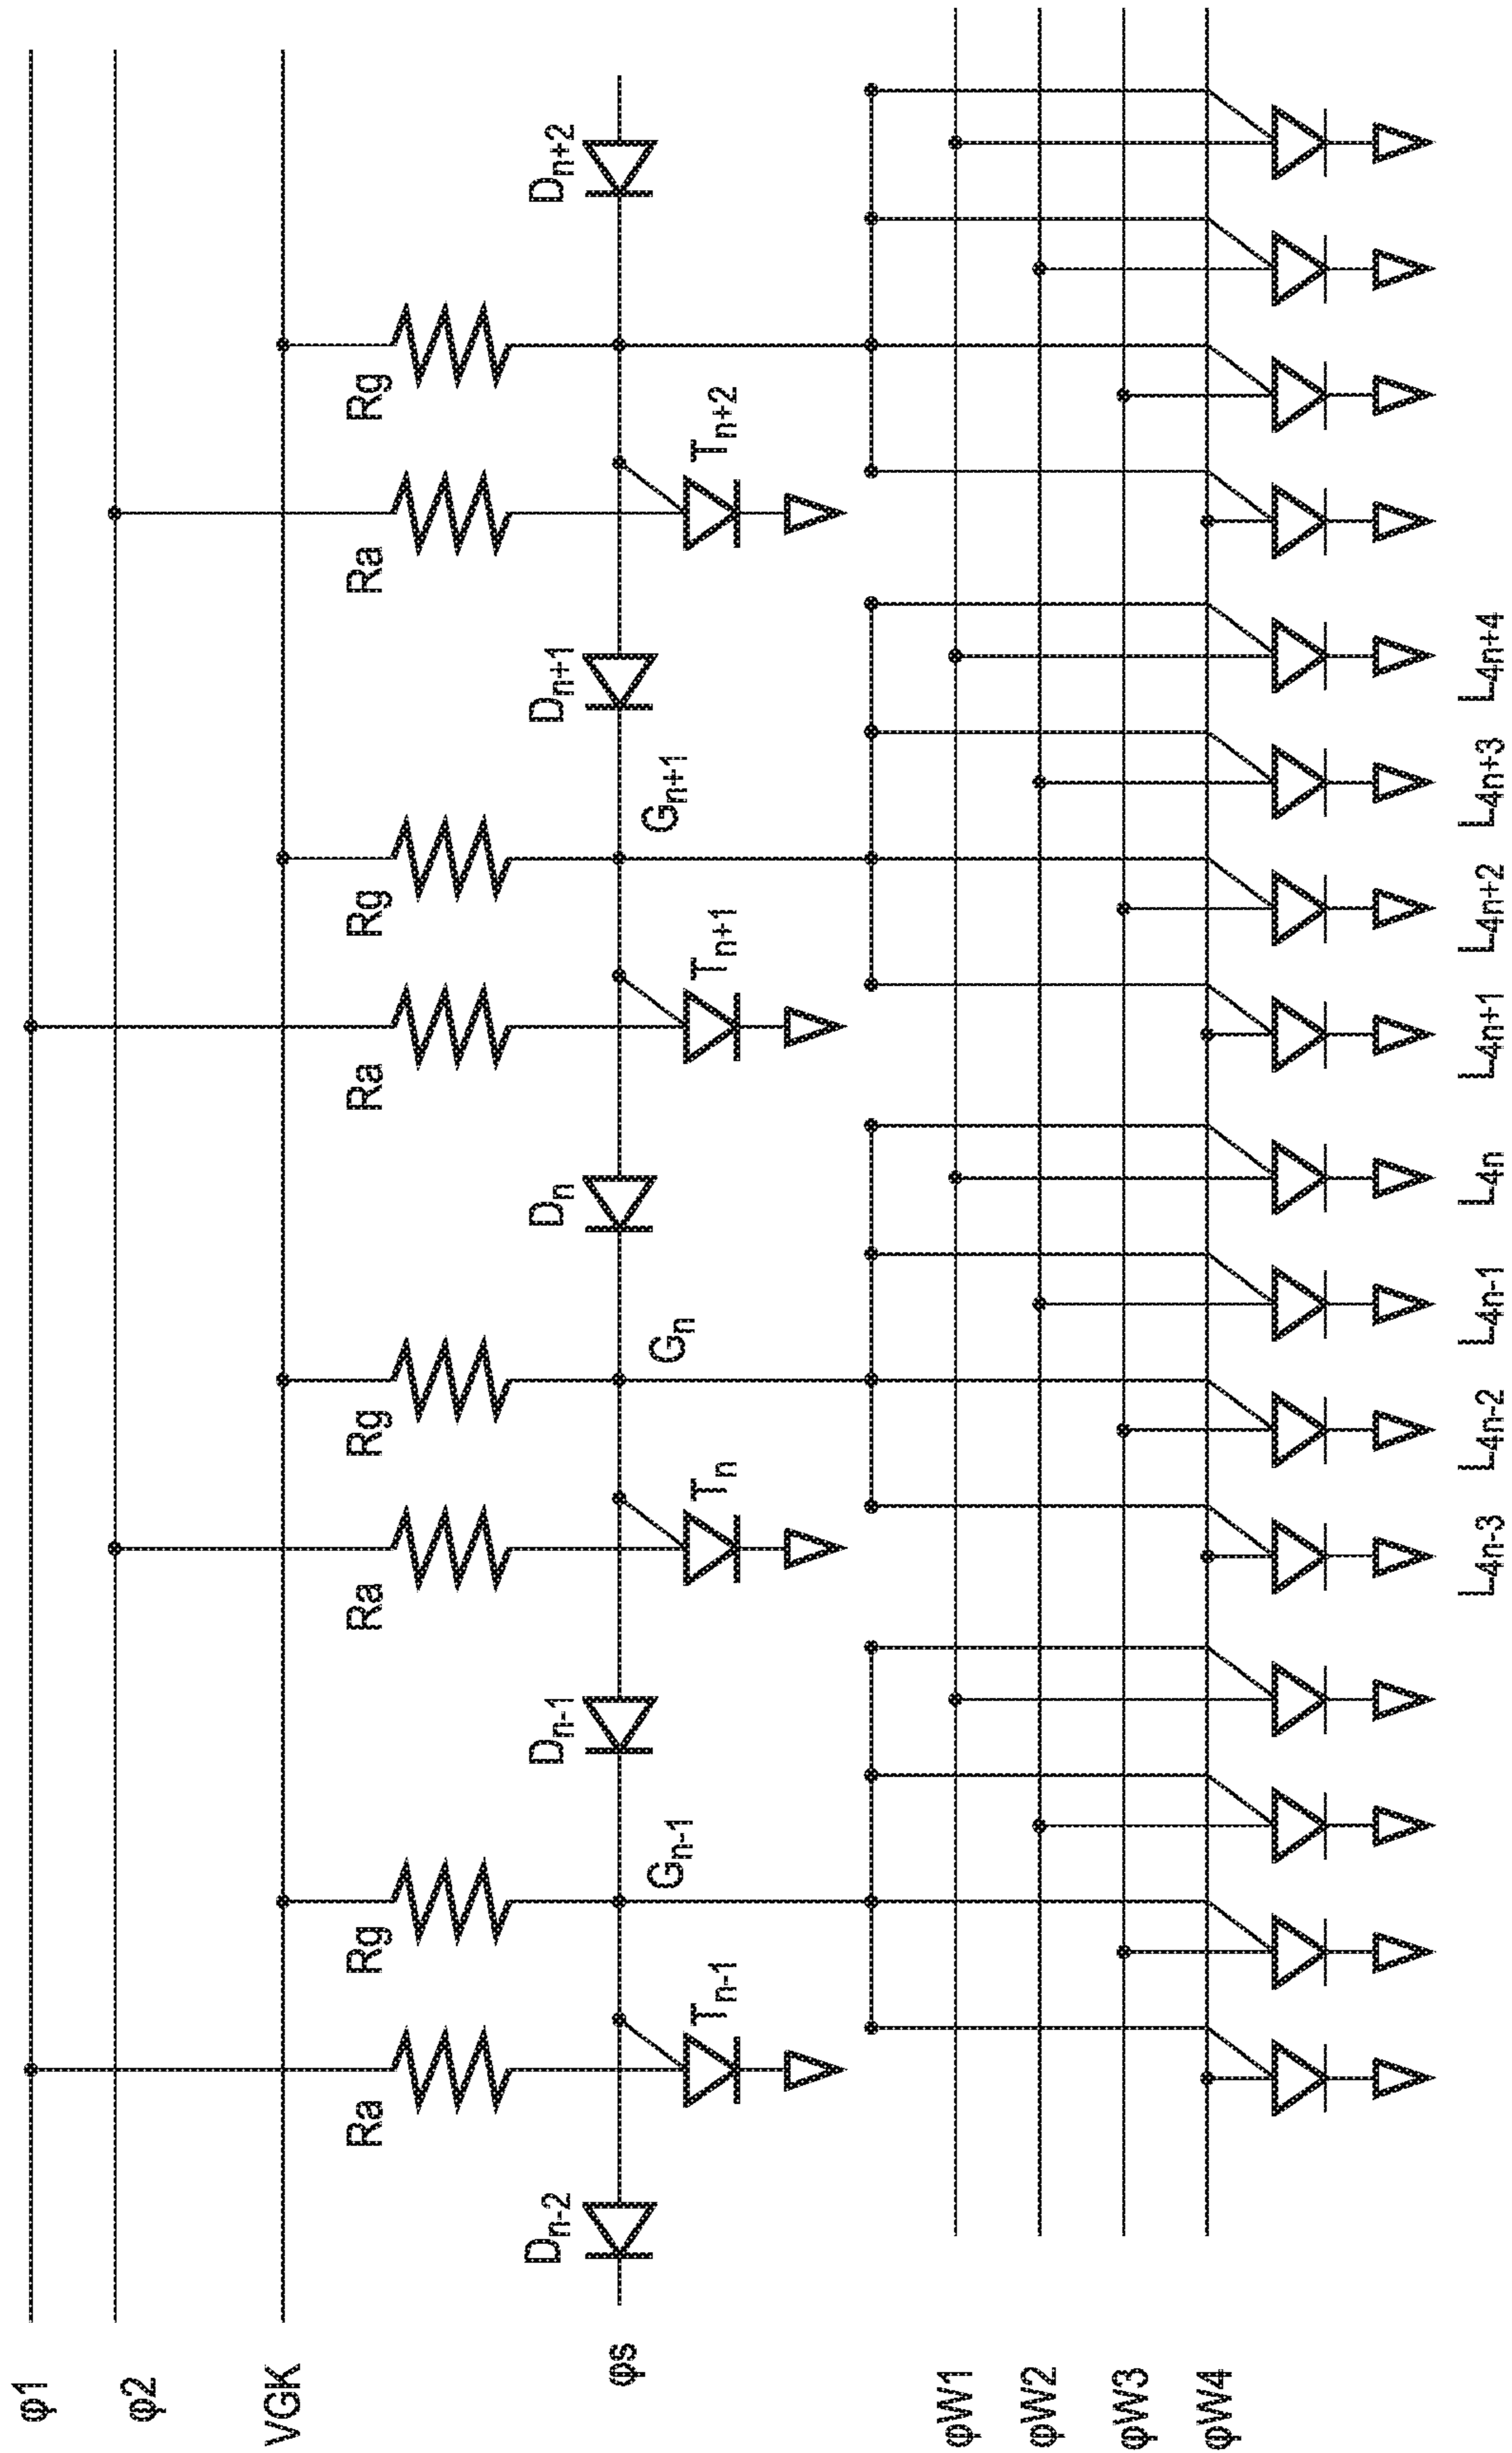 φ1
φ2
VGK
Ra Rg Ra Rg Ra Rg Ra Rg
Dn-2 Dn-1 Dn Dn+1 Dn+2
φs Gn-1 Gn Gn+1
Tn-1 Tn Tn+1 Tn+2
φW1
φW2
φW3
φW4
L4n-3 L4n-2 L4n-1 L4n L4n+1 L4n+2 L4n+3 L4n+4